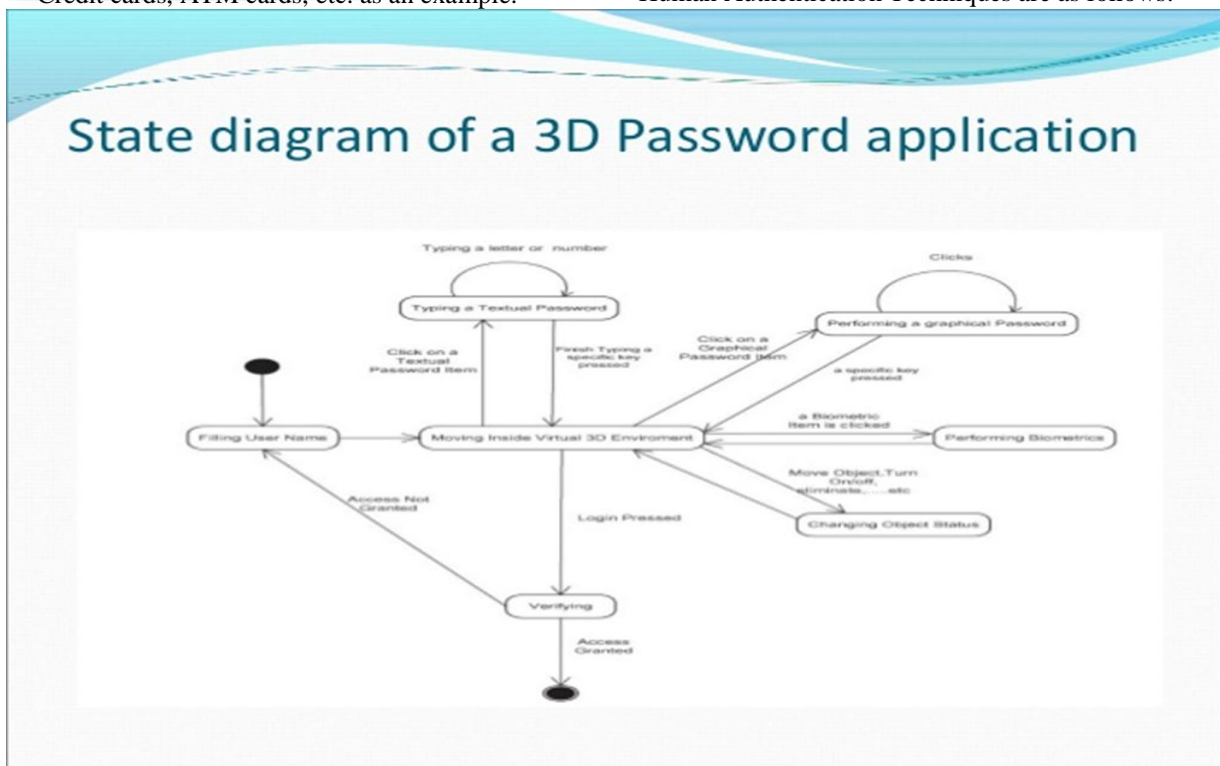 Credit cards, ATM cards, etc. as an example.
Human Authentication Techniques are as follows:
State diagram of a 3D Password application
Typing a letter or number
Clicks
Typing a Textual Password
Performing a graphical Password
Click on a
Textual
Password Item
Finish Typing a
specific key
pressed
Click on a
Graphical
Password Item
a specific key
pressed
Filling User Name
Moving Inside Virtual 3D Enviroment
a Biometric
Item is clicked
Performing Biometrics
Move Object,Turn
On/off,
eliminate,....etc
Changing Object Status
Access Not
Granted
Login Pressed
Verifying
Access
Granted